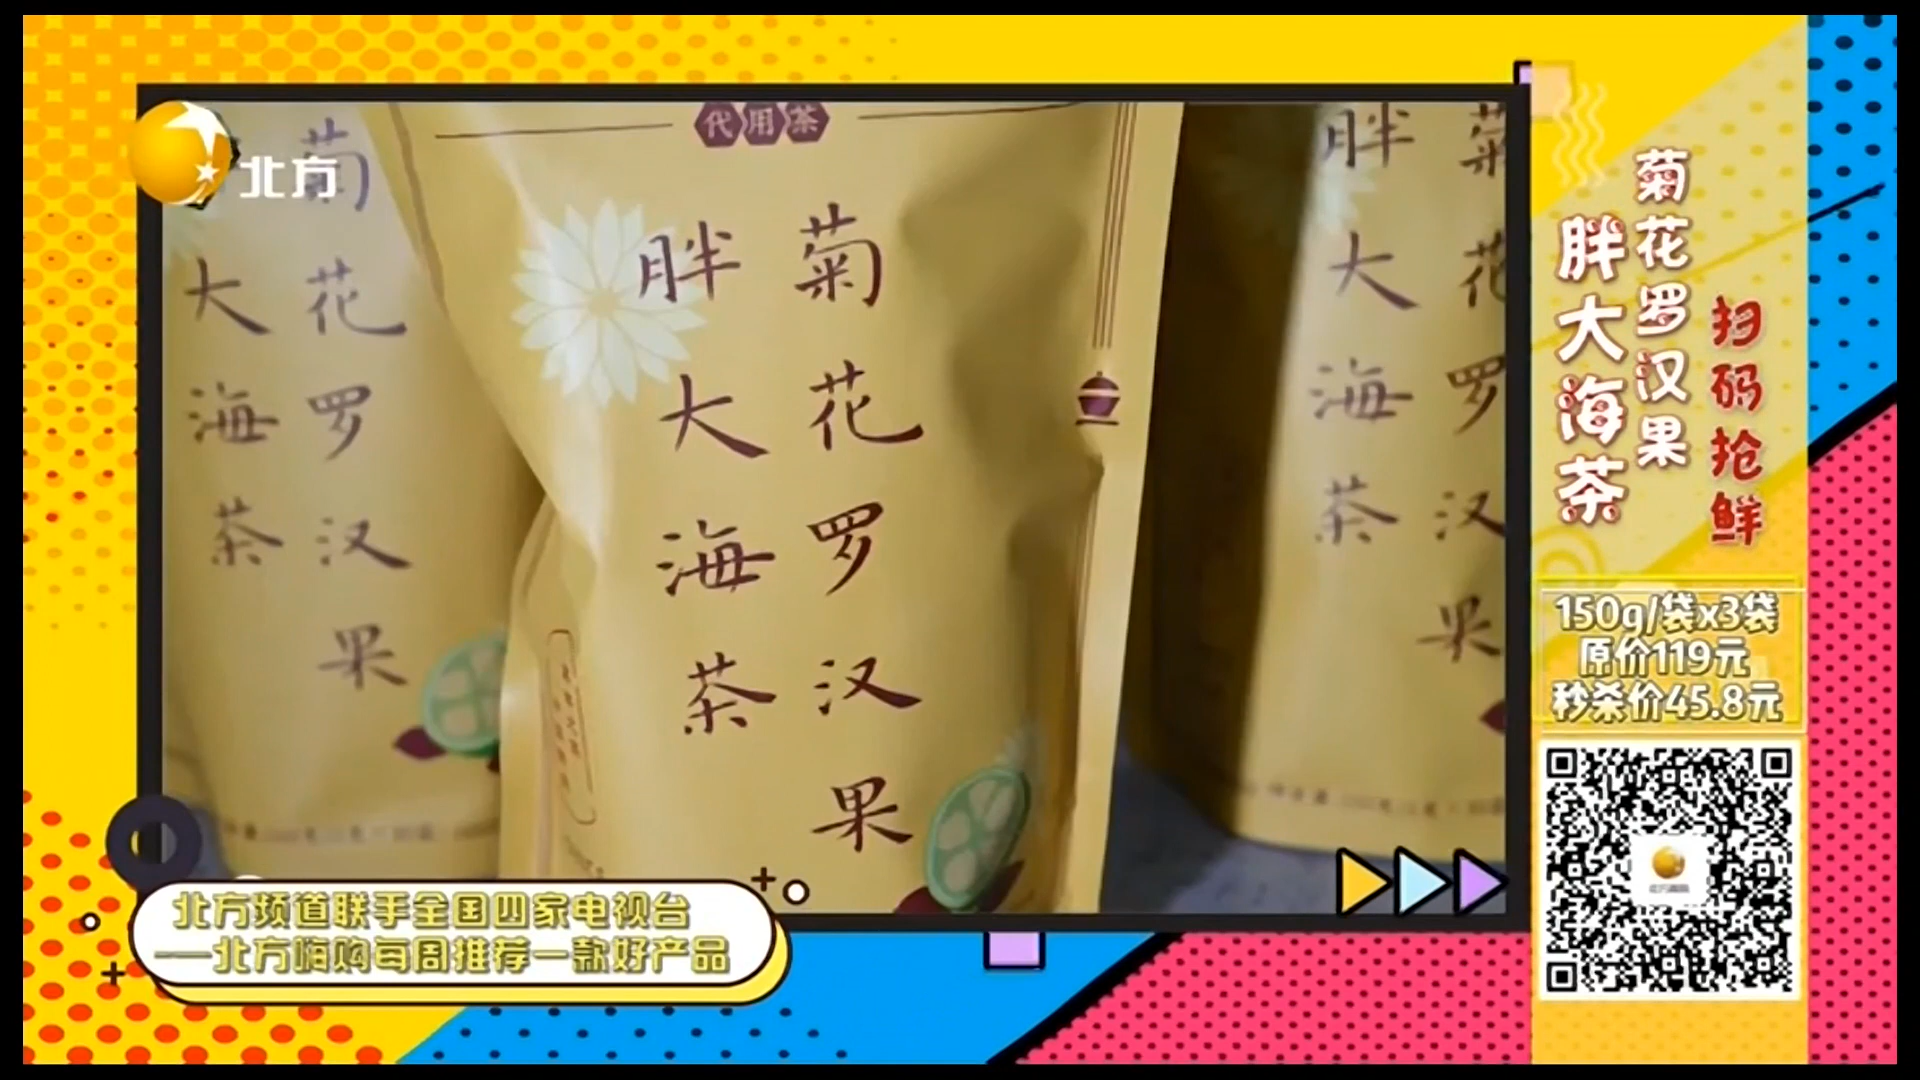 北方
代用茶
菊花罗汉果
胖大海茶
菊花罗汉果
大海茶
胖大海茶
菊花罗汉果
菊花罗汉果
胖大海茶
扫码抢鲜
150g/袋x3袋
原价119元
秒杀价45.8元
北方频道联手全国四家电视台
——北方嗨购每周推荐一款好产品